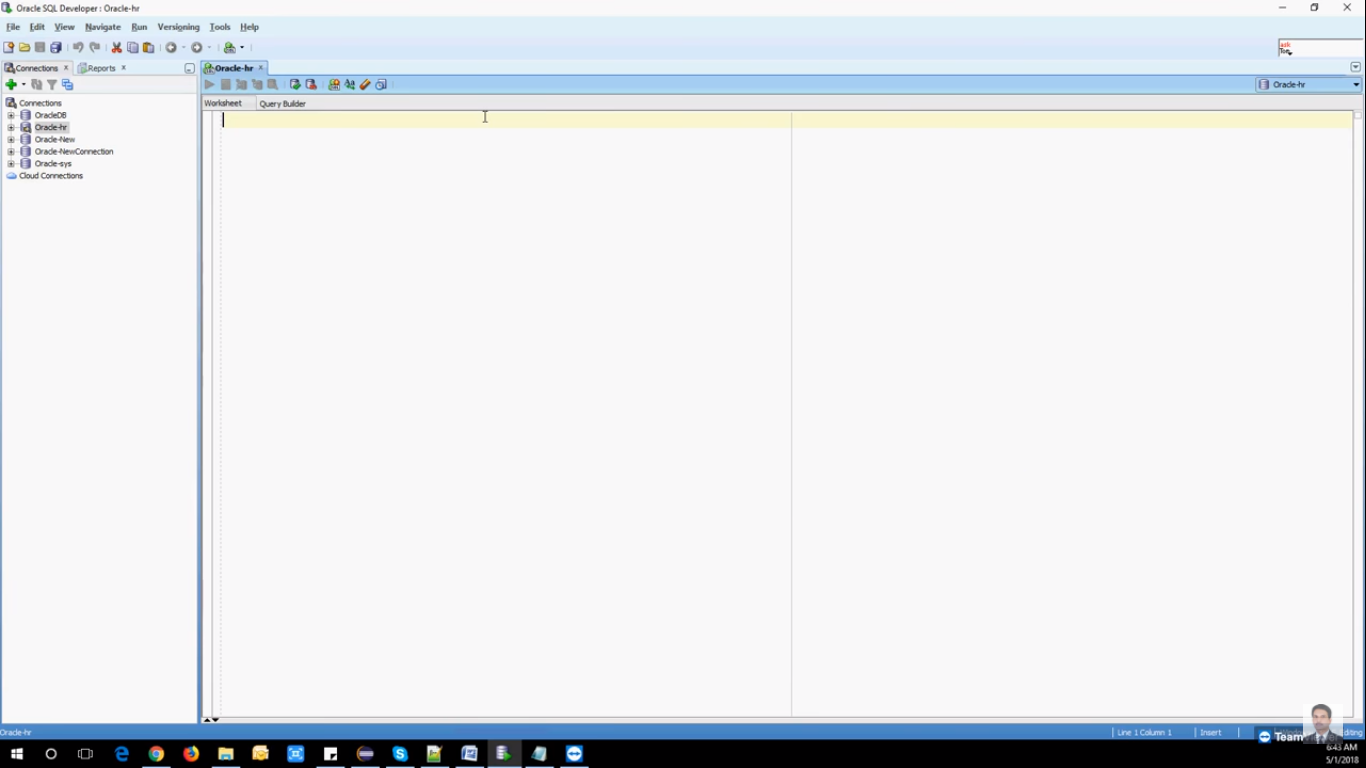 Oracle SQL Developer : Oracle-hr
File Edit View Navigate Run Versioning Tools Help
ask
Tom
Connections Reports
Oracle-hr
Oracle-hr
Worksheet Query Builder
Connections
OracleDB
Oracle-hr
Oracle-New
Oracle-NewConnection
Oracle-sys
Cloud Connections
Oracle-hr
Line 1 Column 1
Insert
diting
Team
6:43 AM
5/1/2018